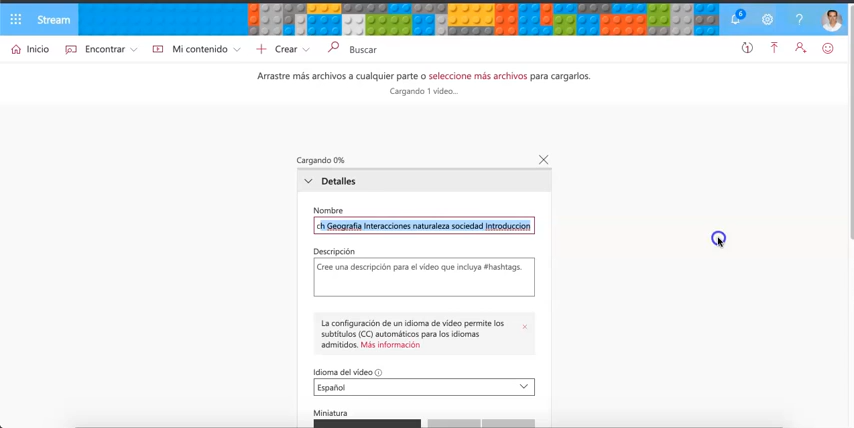 Stream
6
?
Inicio
Encontrar
Mi contenido
Crear
Buscar
Arrastre más archivos a cualquier parte o seleccione más archivos para cargarlos.
Cargando 1 vídeo...
Cargando 0%
Detalles
Nombre
ch Geografia Interacciones naturaleza sociedad Introduccion
Descripción
Cree una descripción para el vídeo que incluya #hashtags.
La configuración de un idioma de vídeo permite los
subtítulos (CC) automáticos para los idiomas
admitidos. Más información
Idioma del vídeo
Español
Miniatura